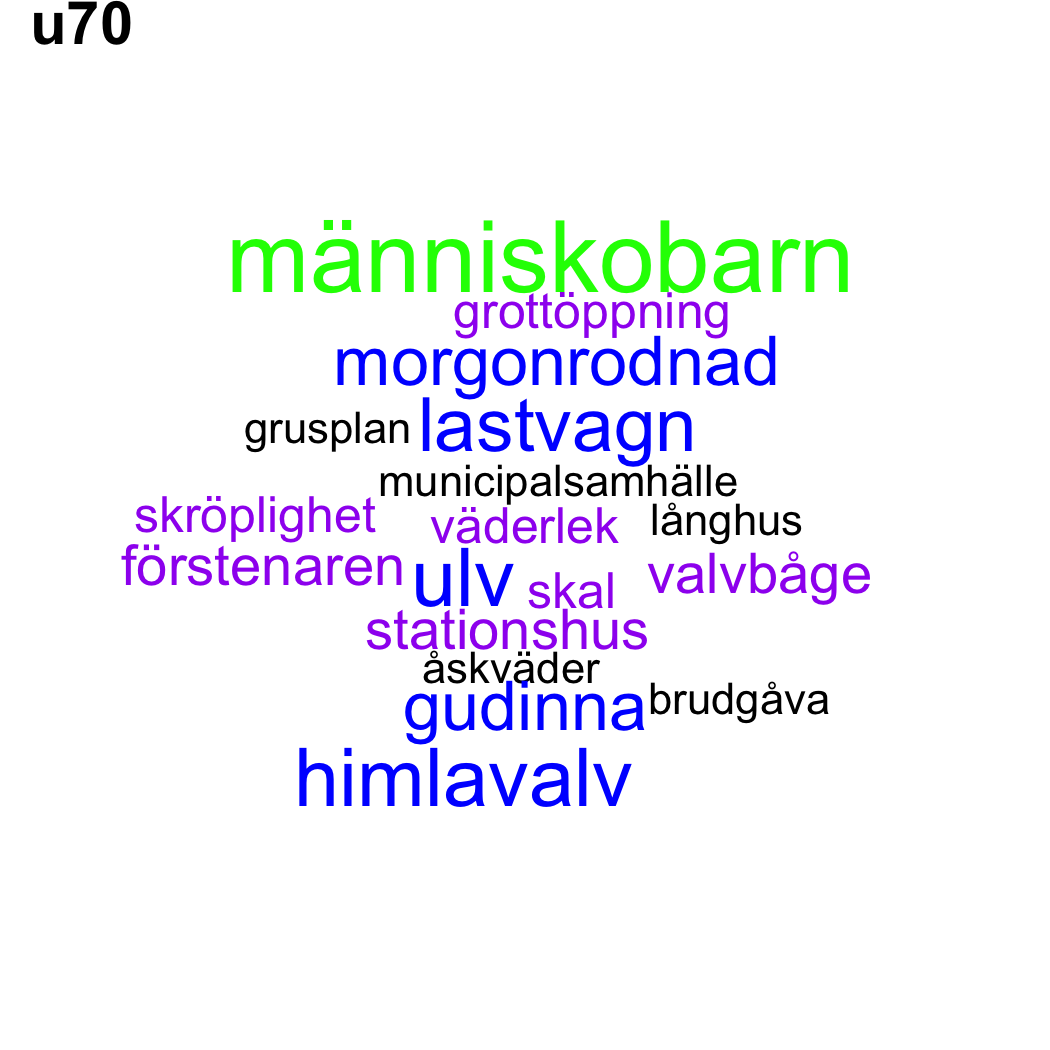 u70
människobarn
grottöppning
morgonrodnad
grusplan lastvagn
municipalsamhälle
skröplighet väderlek långhus
förstenaren ulv skal valvbåge
stationshus
åskväder
gudinna brudgåva
himlavalv